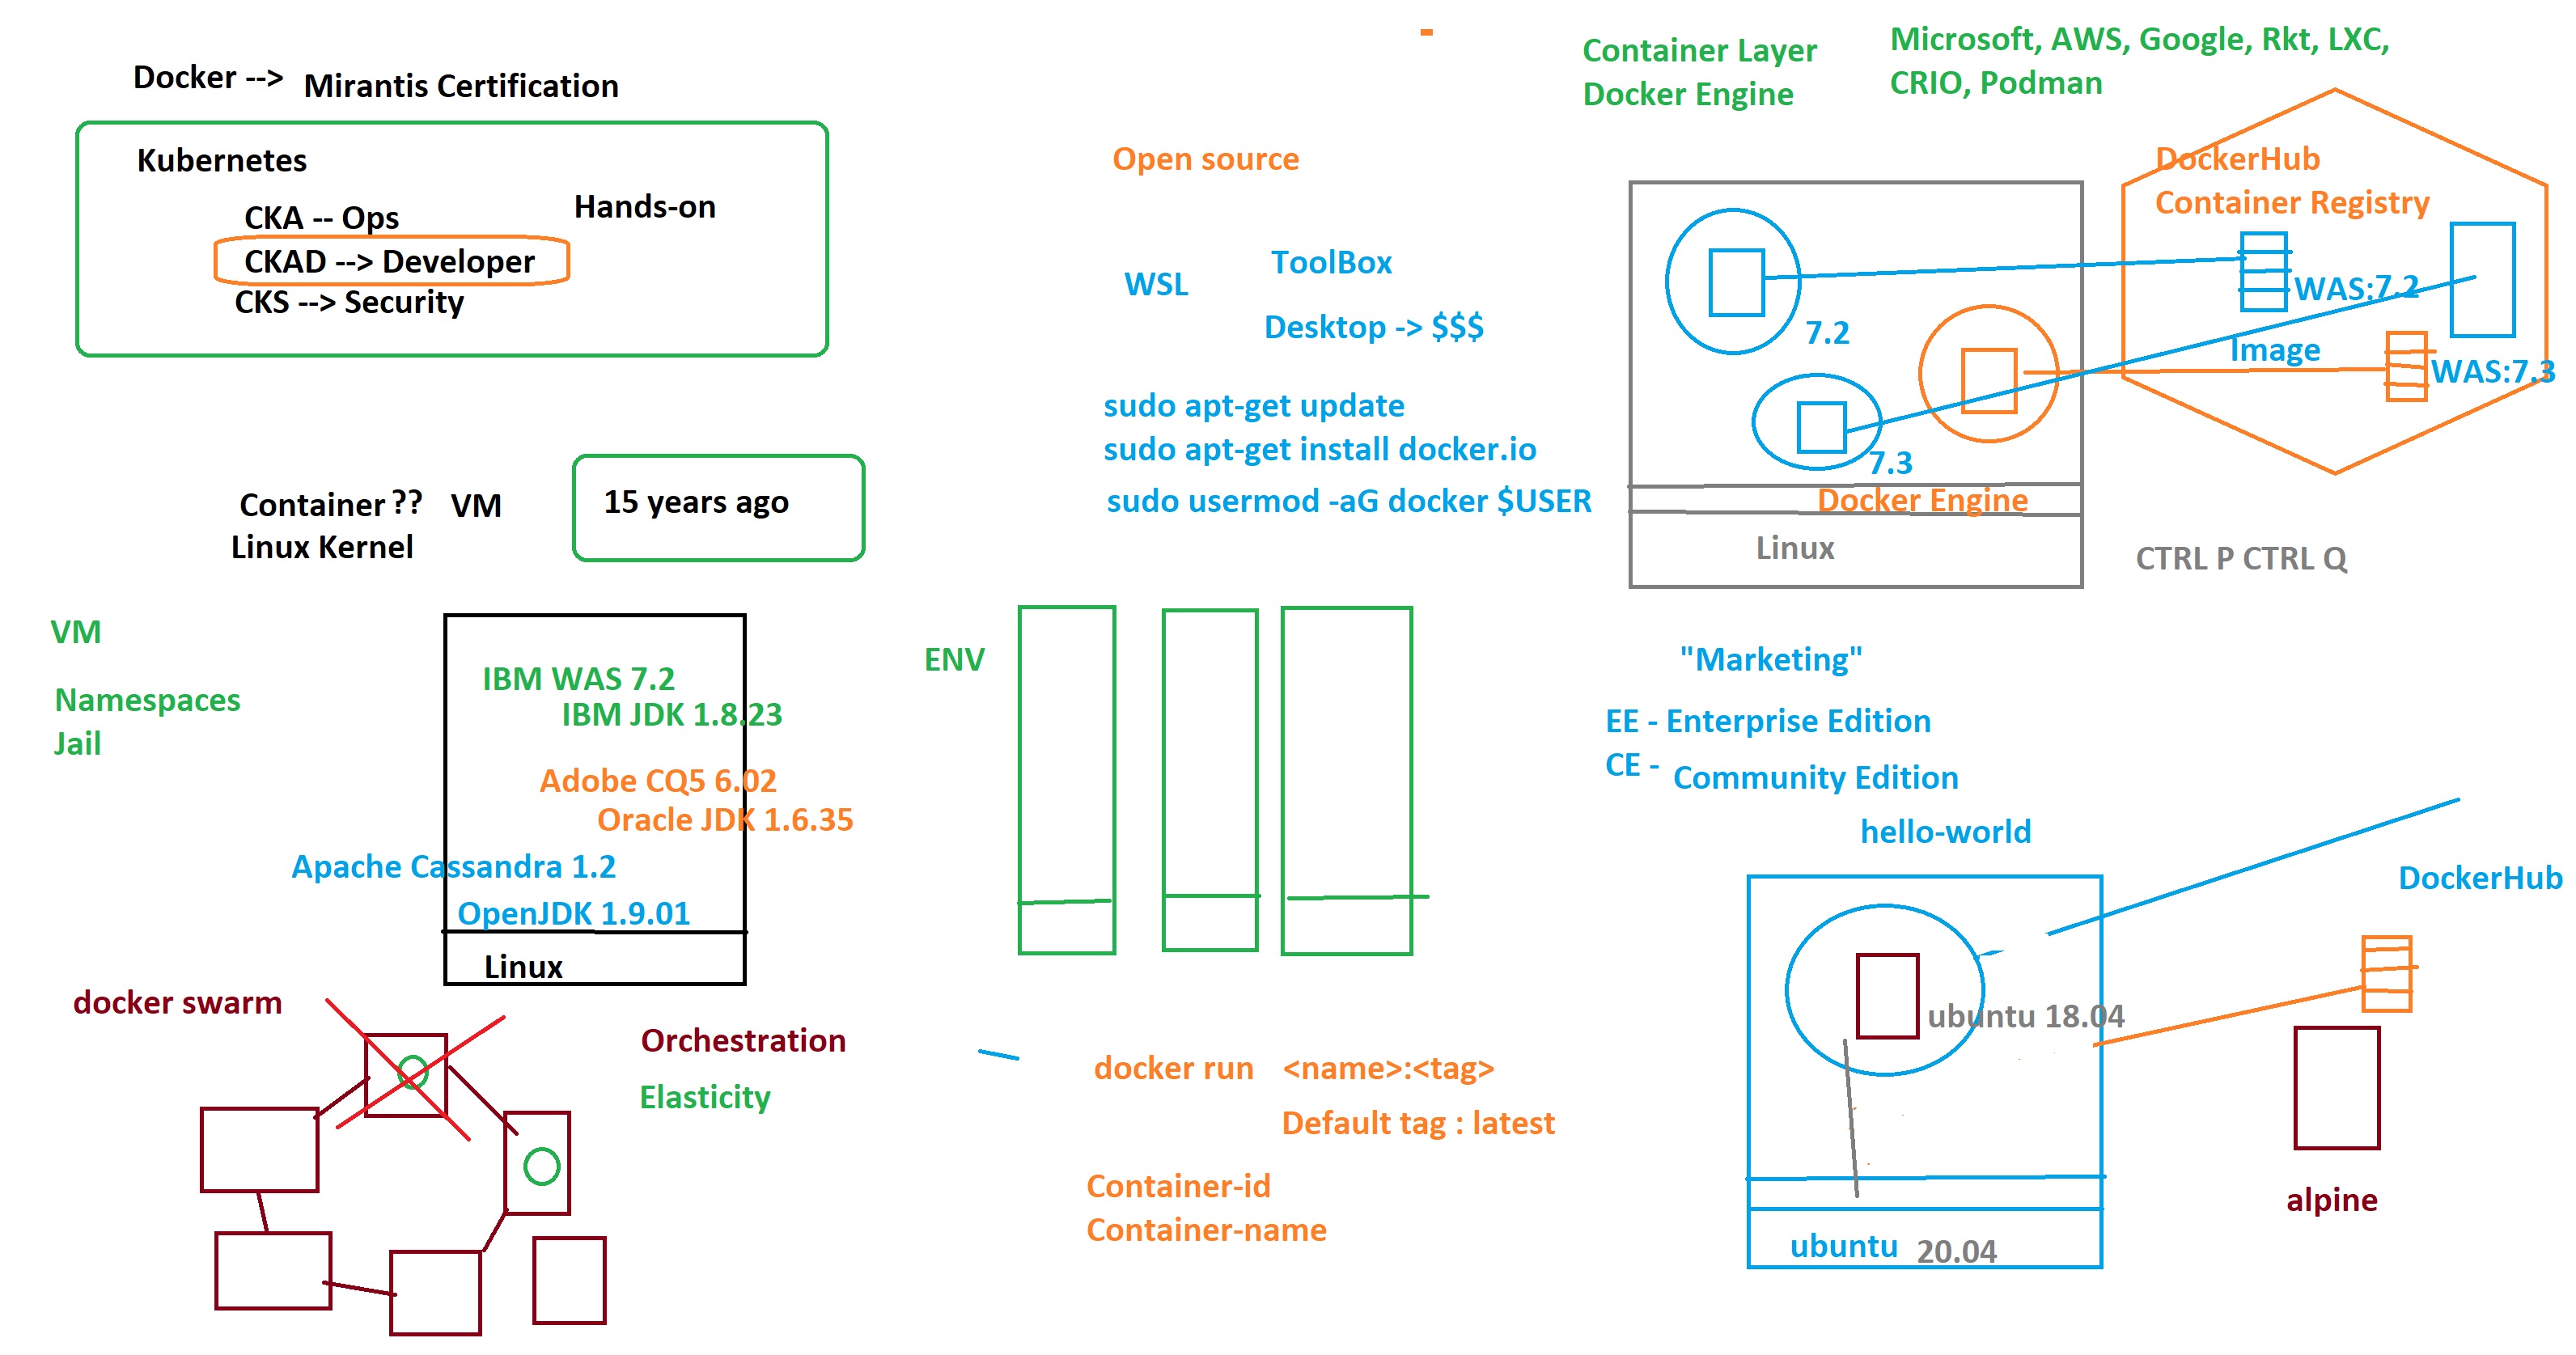 Docker --> Mirantis Certification
Kubernetes
CKA -- Ops
Hands-on
CKAD --> Developer
CKS --> Security
Container ?? VM
Linux Kernel
15 years ago
VM
Namespaces
Jail
IBM WAS 7.2
IBM JDK 1.8.23
Adobe CQ5 6.02
Oracle JDK 1.6.35
Apache Cassandra 1.2
OpenJDK 1.9.01
Linux
docker swarm
Orchestration
Elasticity
Open source
WSL
ToolBox
Desktop -> $$$
sudo apt-get update
sudo apt-get install docker.io
sudo usermod -aG docker $USER
ENV
docker run <name>:<tag>
Default tag : latest
Container-id
Container-name
Container Layer
Docker Engine
Microsoft, AWS, Google, Rkt, LXC,
CRIO, Podman
DockerHub
Container Registry
WAS:7.2
7.2
Image
WAS:7.3
7.3
Docker Engine
Linux
CTRL P CTRL Q
"Marketing"
EE - Enterprise Edition
CE - Community Edition
hello-world
DockerHub
ubuntu 18.04
alpine
ubuntu 20.04